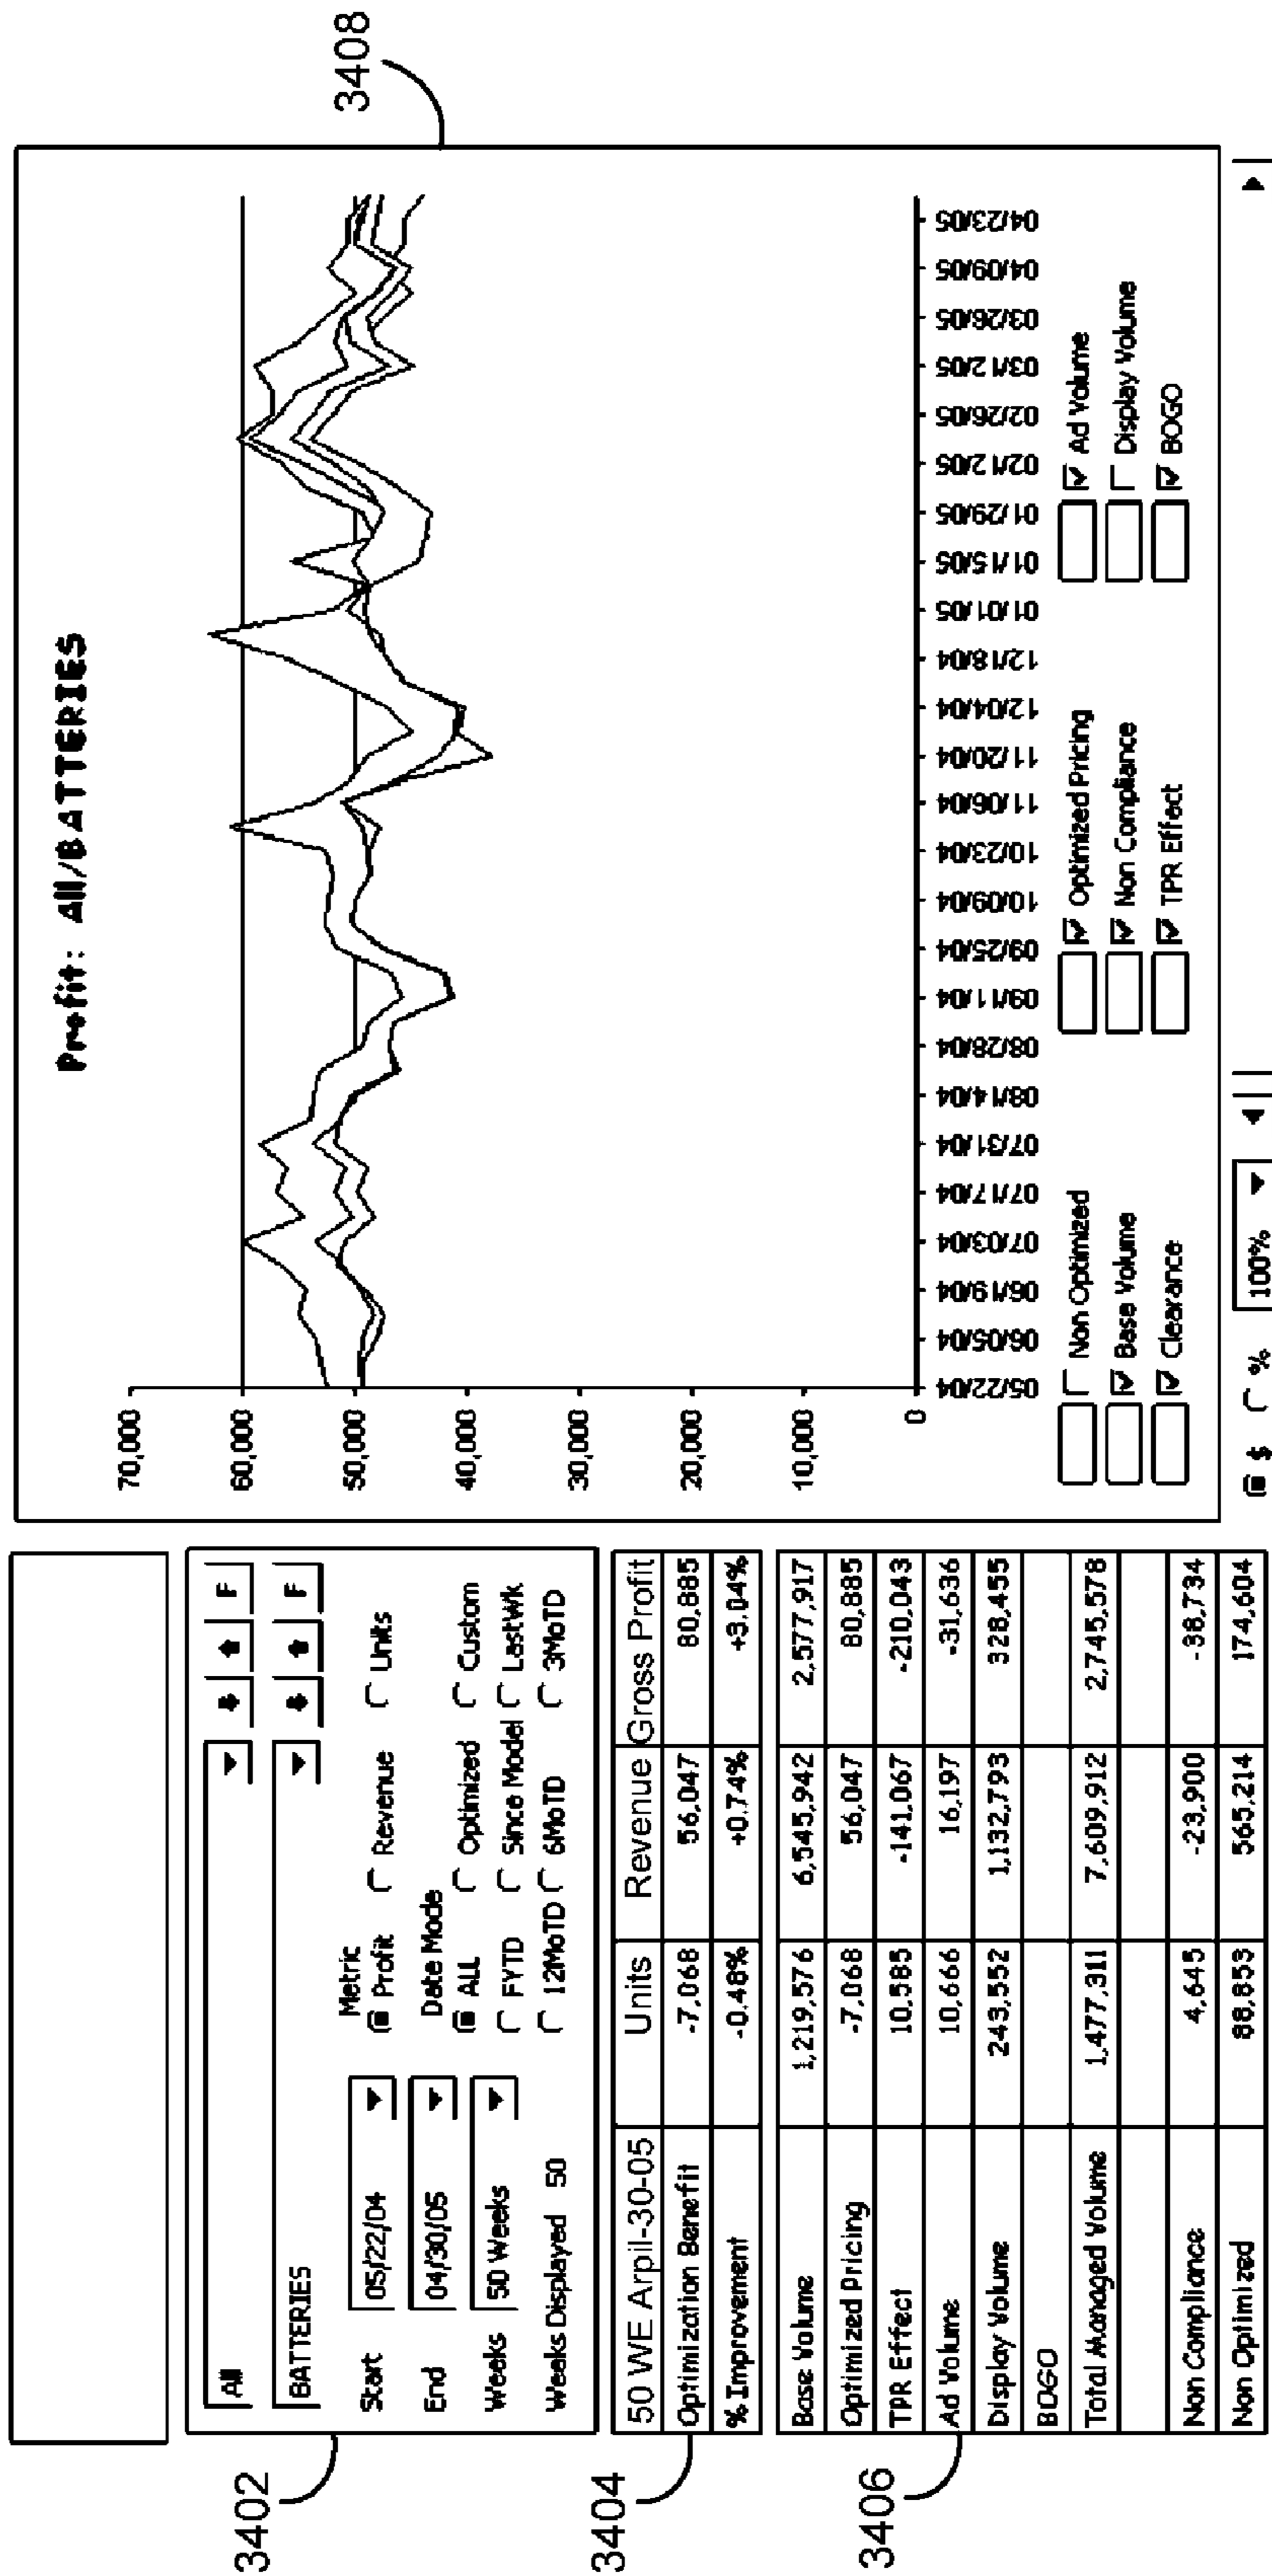 3402
All
F
BATTERIES
F
Start 05/22/04
End 04/30/05
Weeks 50 Weeks
Weeks Displayed 50
Metric
Profit Revenue Units
Date Mode
ALL Optimized Custom
FYTD Since Model LastWk
12MoTD 6MoTD 3MoTD
3404
50 WE Arpil-30-05 Units Revenue Gross Profit
Optimization Benefit -7,068 56,047 80,885
% Improvement -0.48% +0.74% +3.04%
3406
Base Volume 1,219,576 6,545,942 2,577,917
Optimized Pricing -7,068 56,047 80,885
TPR Effect 10,585 -141,067 -210,043
Ad Volume 10,666 16,197 -31,636
Display Volume 243,552 1,132,793 328,455
BOGO
Total Managed Volume 1,477,311 7,609,912 2,745,578
Non Compliance 4,645 -23,900 -38,734
Non Optimized 88,853 565,214 174,604
3408
Profit: All/BATTERIES
70,000
60,000
50,000
40,000
30,000
20,000
10,000
0
05/22/04 06/05/04 06/19/04 07/03/04 07/17/04 07/31/04 08/14/04 08/28/04 09/11/04 09/25/04 10/09/04 10/23/04 11/06/04 11/20/04 12/04/04 12/18/04 01/01/05 01/15/05 01/29/05 02/12/05 02/26/05 03/12/05 03/26/05 04/09/05 04/23/05
Non Optimized Optimized Pricing Ad Volume
Base Volume Non Compliance Display Volume
Clearance TPR Effect BOGO
$ % 100%